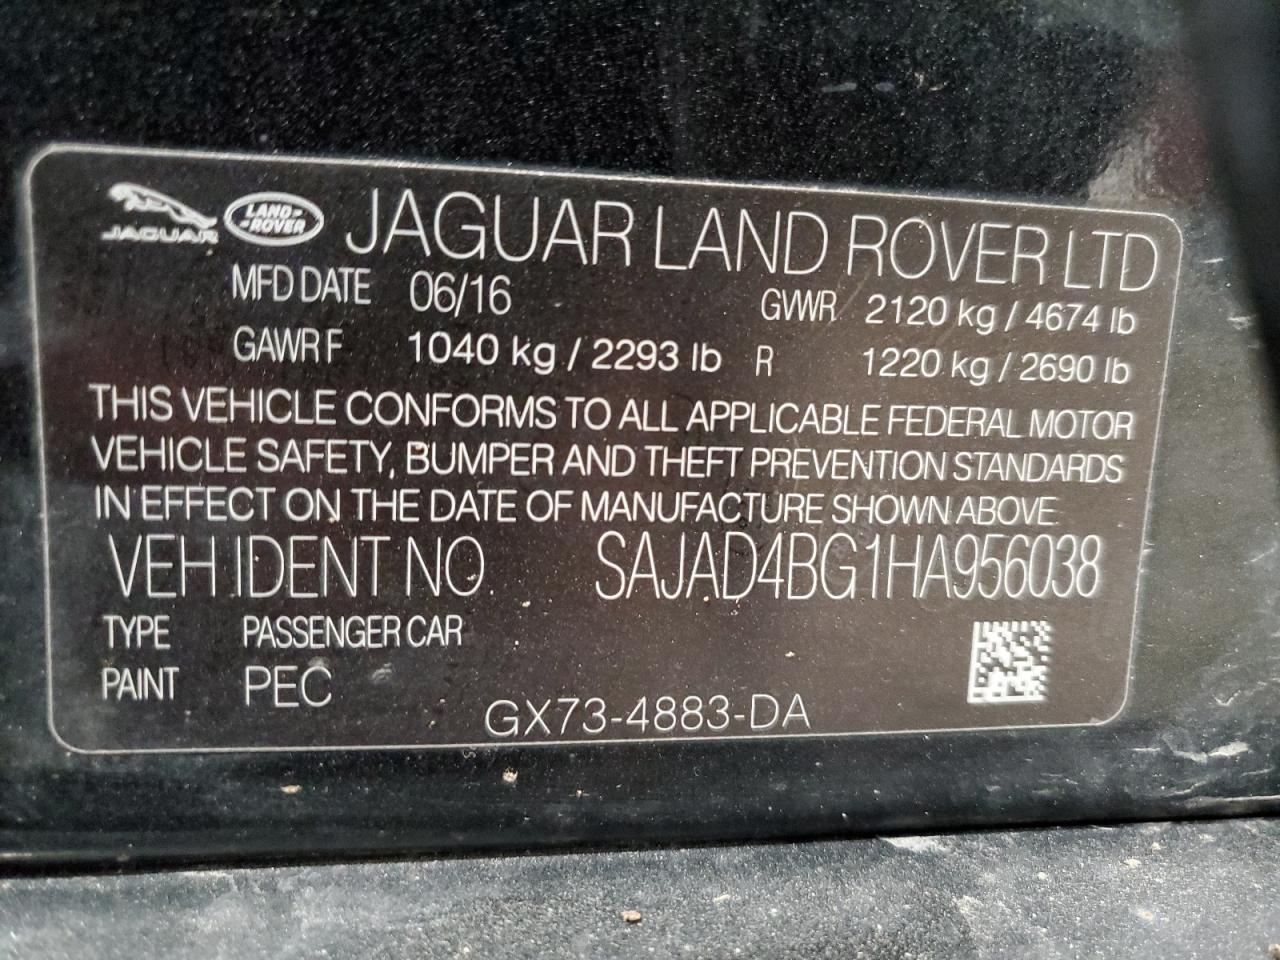 JAGUAR LAND-ROVER JAGUAR LAND ROVER LTD
MFD DATE 06/16 GVWR 2120 kg / 4674 lb
GAWR F 1040 kg / 2293 lb R 1220 kg / 2690 lb
THIS VEHICLE CONFORMS TO ALL APPLICABLE FEDERAL MOTOR
VEHICLE SAFETY, BUMPER AND THEFT PREVENTION STANDARDS
IN EFFECT ON THE DATE OF MANUFACTURE SHOWN ABOVE
VEH IDENT NO SAJAD4BG1HA956038
TYPE PASSENGER CAR
PAINT PEC
GX73-4883-DA